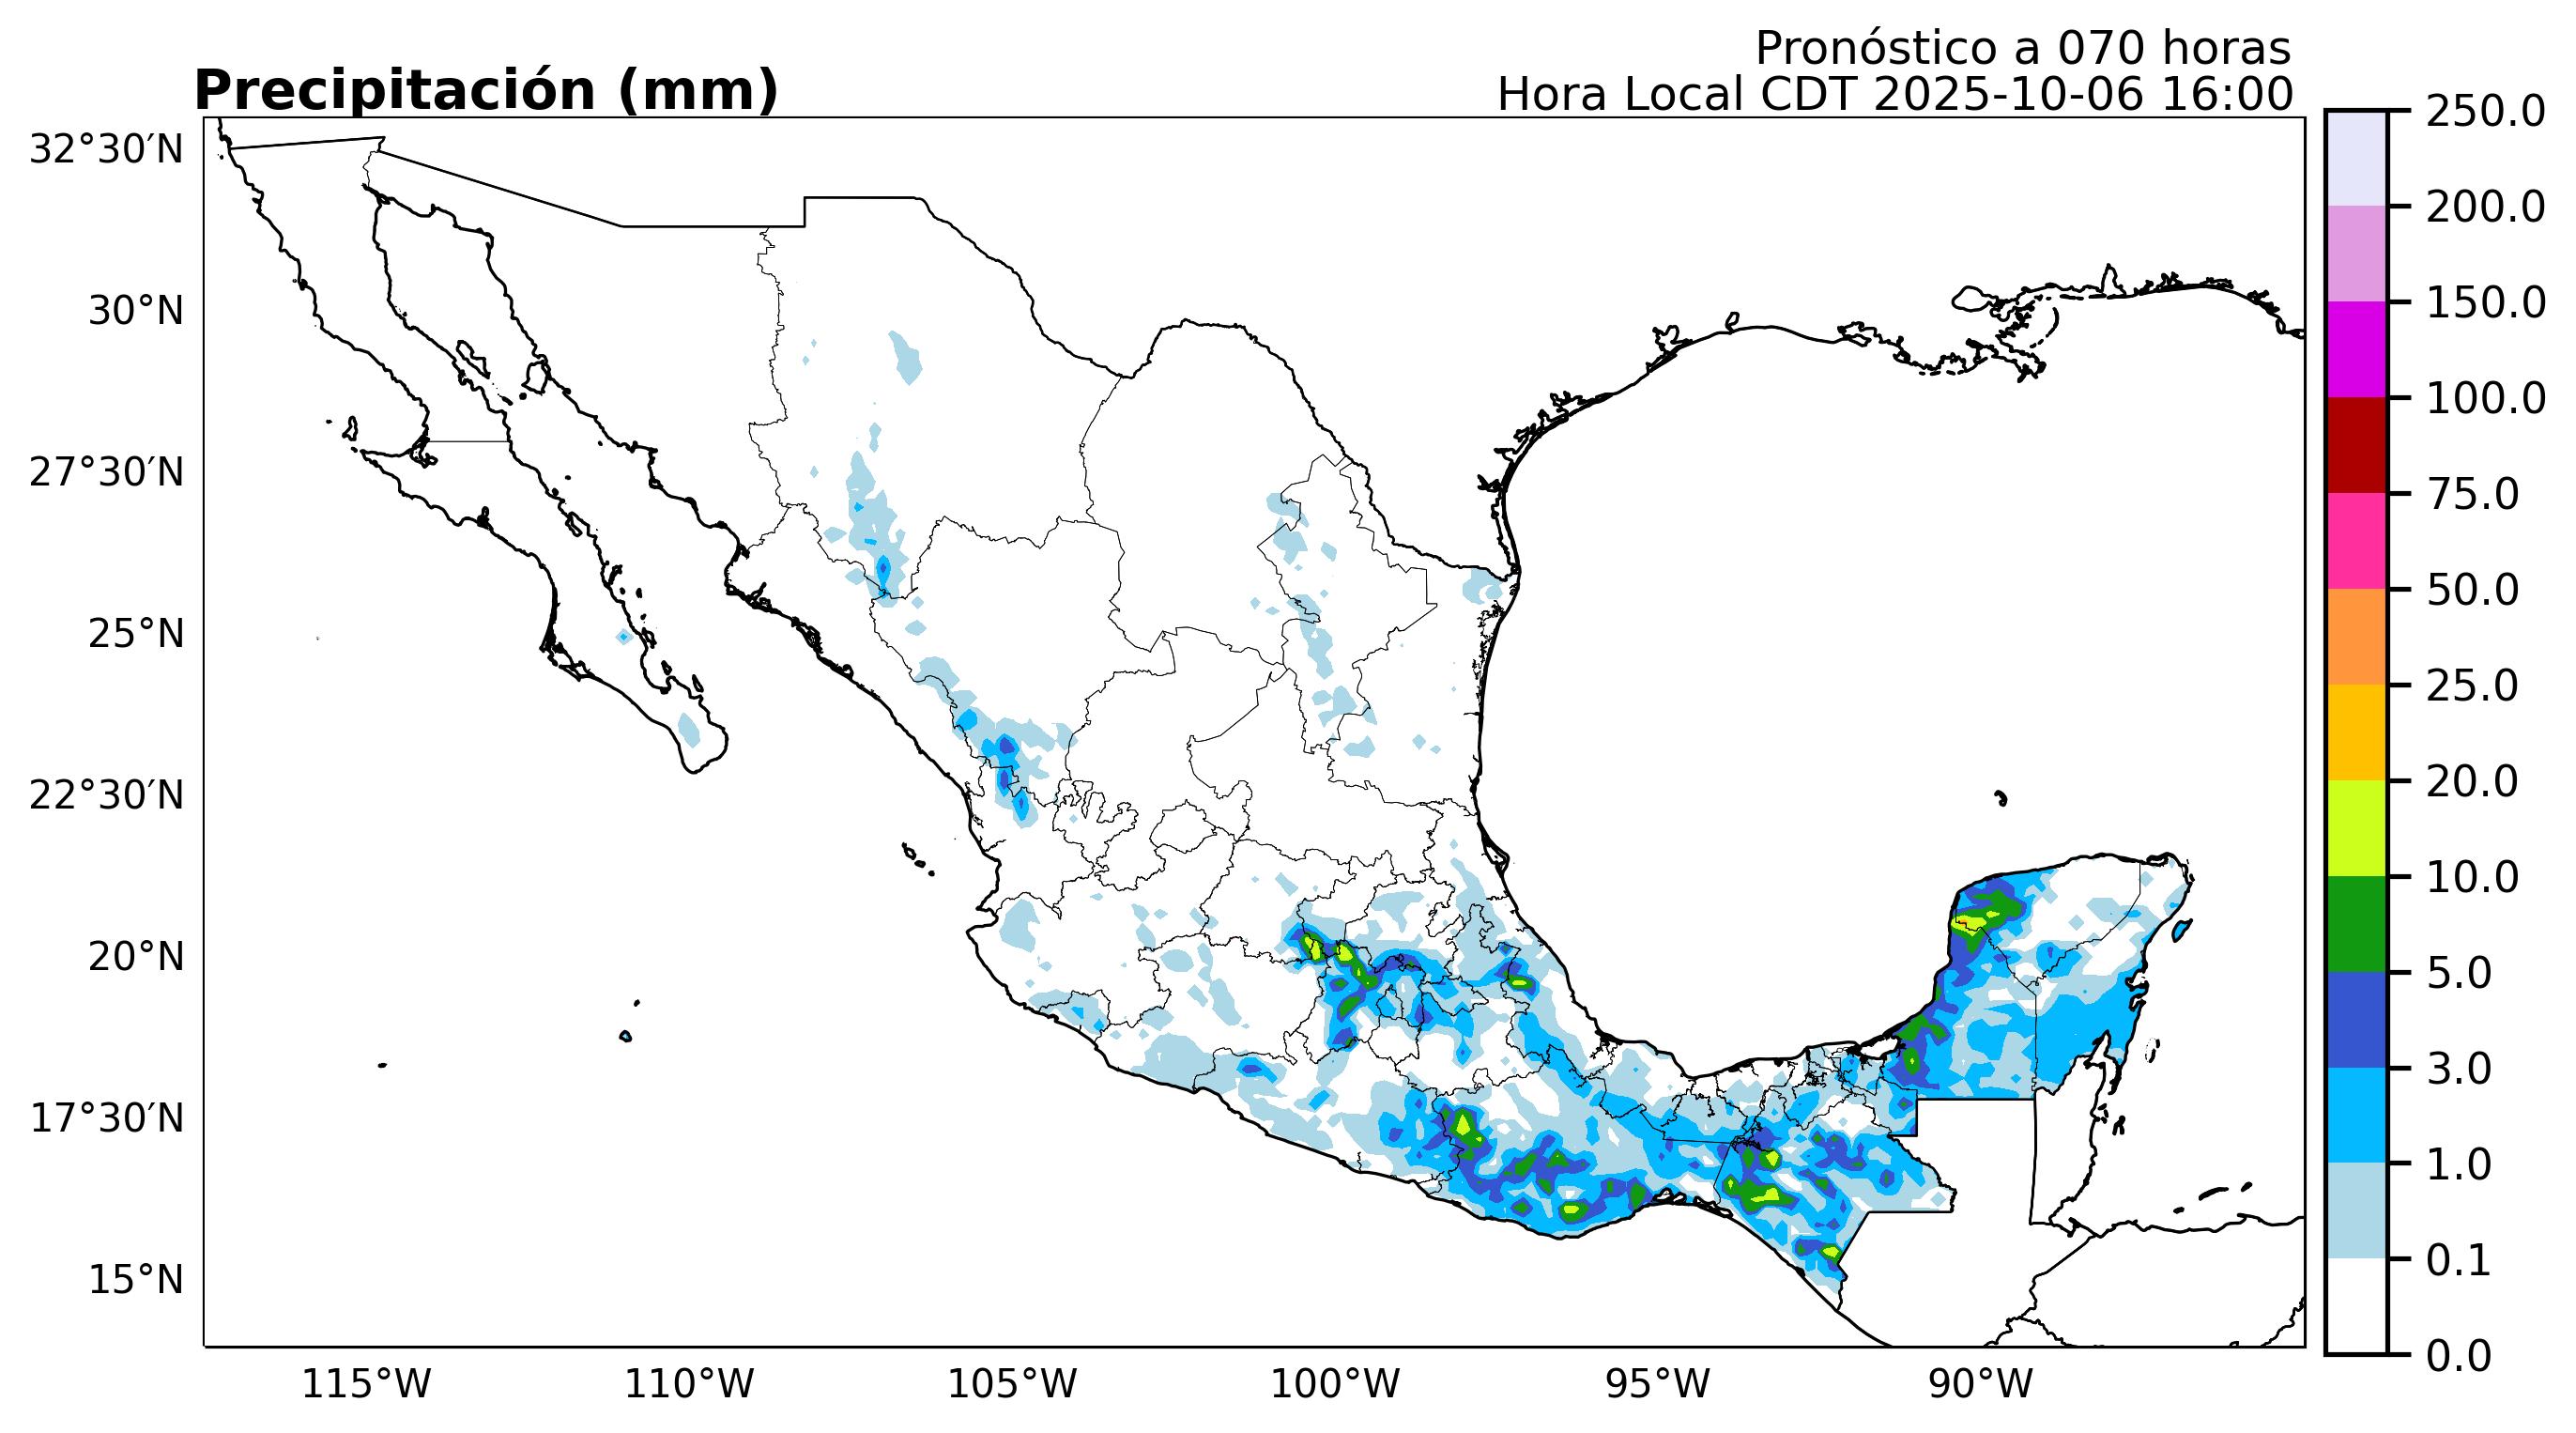 Pronóstico a 070 horas
Precipitación (mm)
Hora Local CDT 2025-10-06 16:00
32°30′N
30°N
27°30′N
25°N
22°30′N
20°N
17°30′N
15°N
115°W
110°W
105°W
100°W
95°W
90°W
250.0
200.0
150.0
100.0
75.0
50.0
25.0
20.0
10.0
5.0
3.0
1.0
0.1
0.0